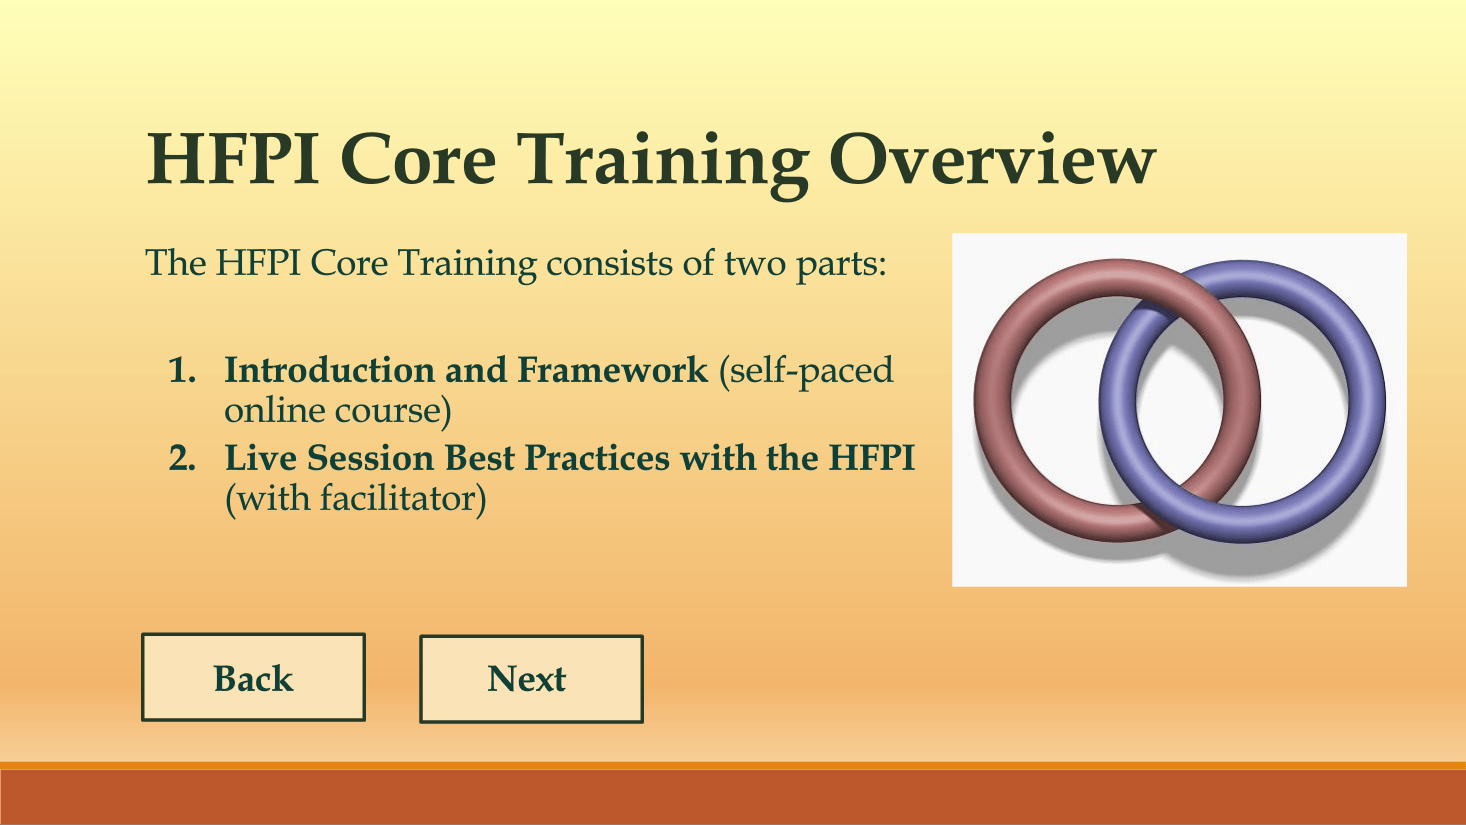 HFPI Core Training Overview
The HFPI Core Training consists of two parts:
1. Introduction and Framework (self-paced
online course)
2. Live Session Best Practices with the HFPI
(with facilitator)
Back
Next